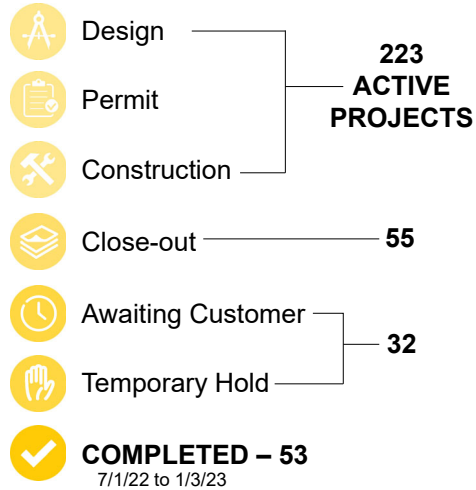 Design
223
ACTIVE
PROJECTS
Permit
Construction
Close-out
55
Awaiting Customer
32
Temporary Hold
COMPLETED – 53
7/1/22 to 1/3/23